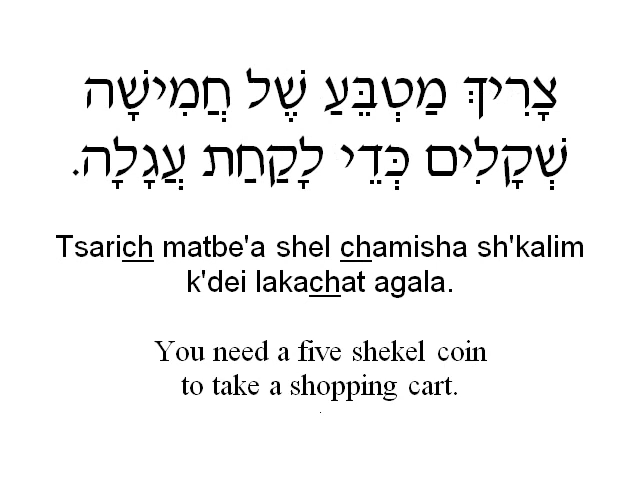 צָרִיךְ מַטְבֵּעַ שֶׁל חֲמִישָׁה
שְׁקָלִים כְּדֵי לָקַחַת עֲגָלָה.
Tsarich matbe'a shel chamisha sh'kalim
k'dei lakachat agala.
You need a five shekel coin
to take a shopping cart.